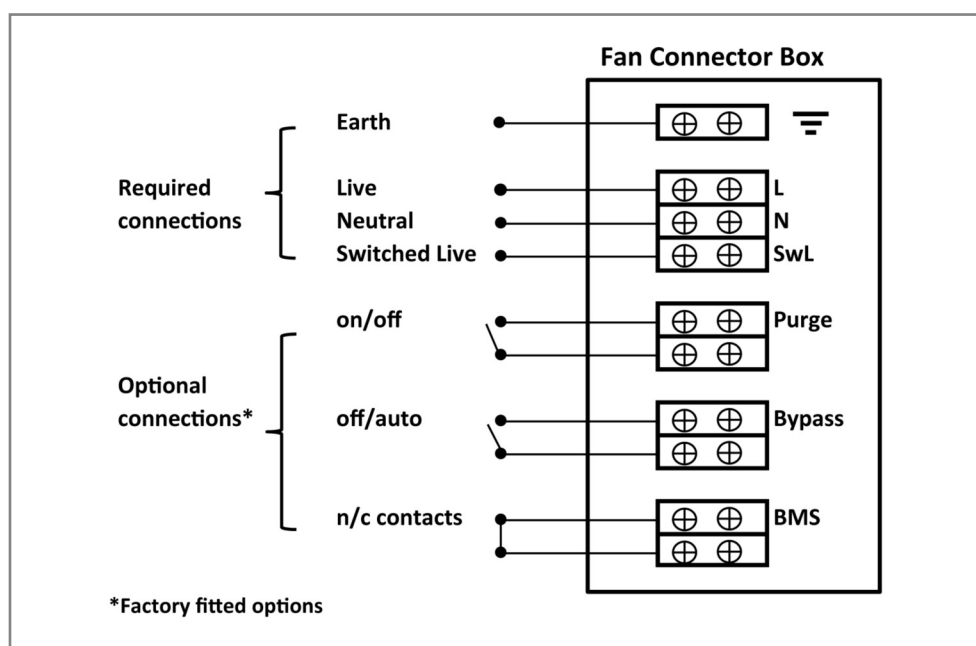 Fan Connector Box
Earth
Required
connections
Live
L
Neutral
N
Switched Live
SwL
on/off
Purge
Optional
connections*
off/auto
Bypass
n/c contacts
BMS
*Factory fitted options